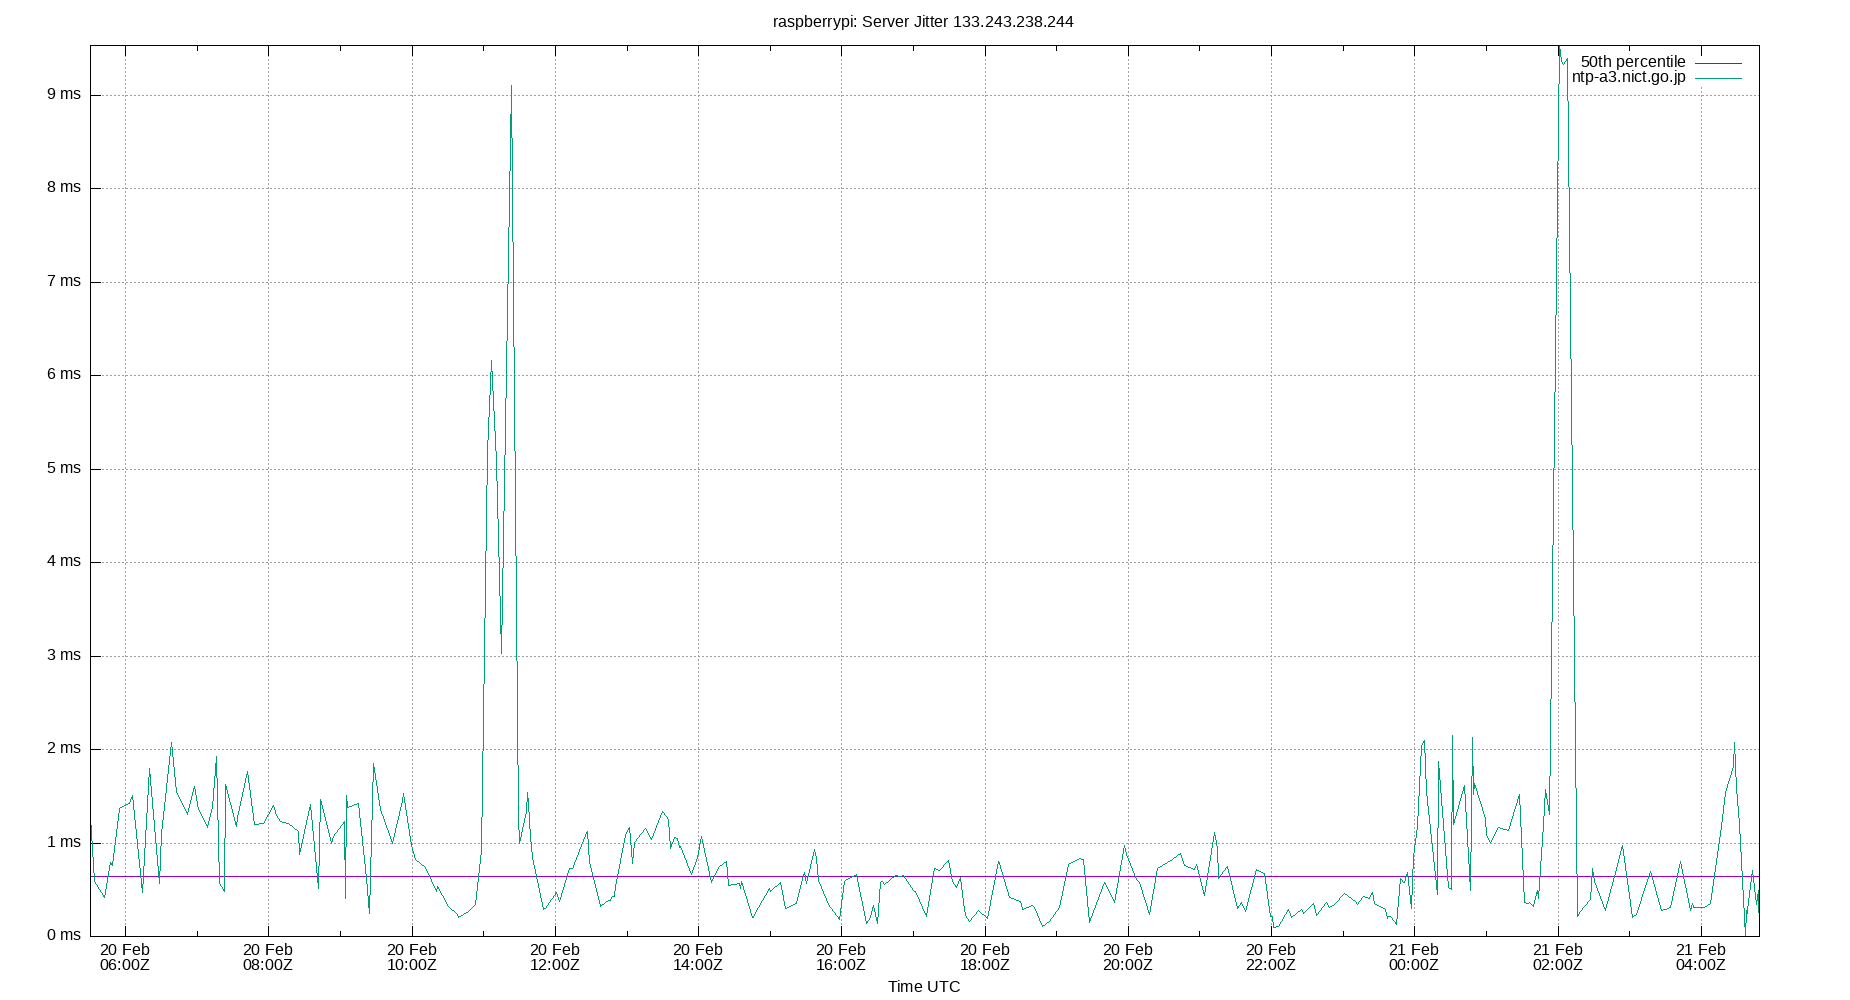 raspberrypi: Server Jitter 133.243.238.244
50th percentile
ntp-a3.nict.go.jp
9 ms
8 ms
7 ms
6 ms
5 ms
4 ms
3 ms
2 ms
1 ms
0 ms
20 Feb 20 Feb 20 Feb 20 Feb 20 Feb 20 Feb 20 Feb 20 Feb 20 Feb 21 Feb 21 Feb 21 Feb
06:00Z 08:00Z 10:00Z 12:00Z 14:00Z 16:00Z 18:00Z 20:00Z 22:00Z 00:00Z 02:00Z 04:00Z
Time UTC